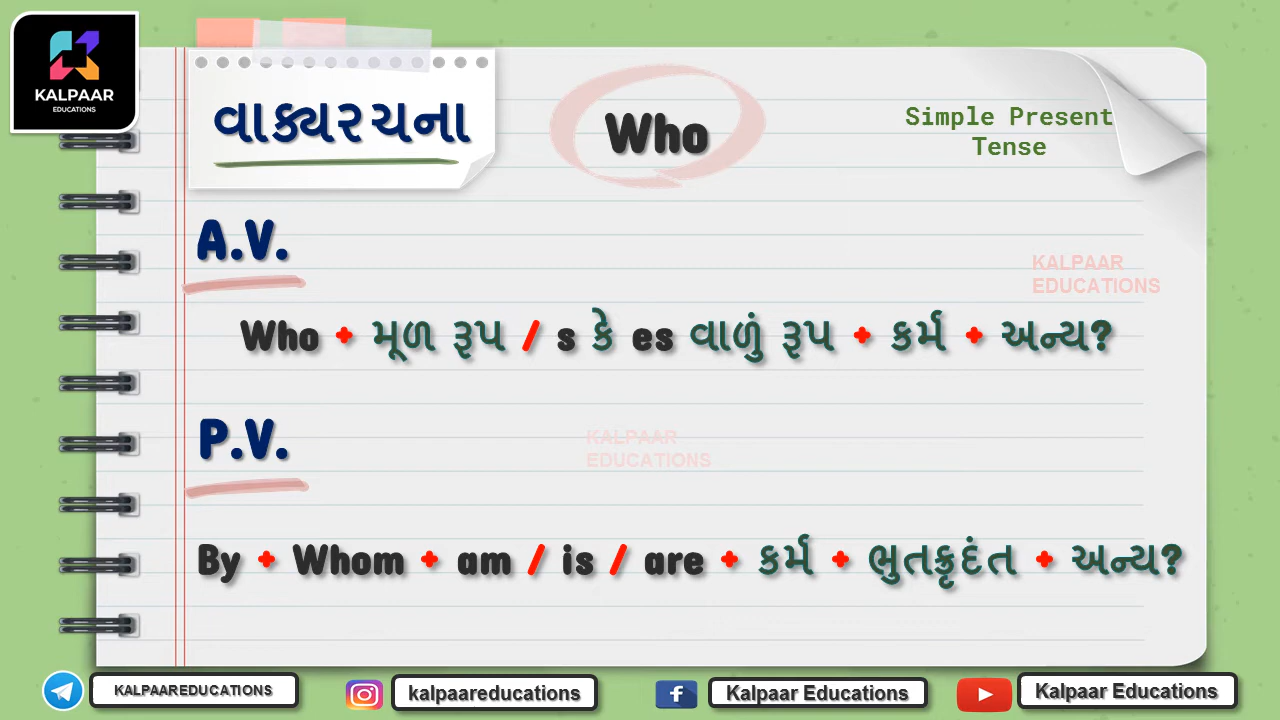 KALPAAR
EDUCATIONS
વાક્યરચના
Who
Simple Present
Tense
A.V.
KALPAAR
EDUCATIONS
Who + મૂળ રૂપ / s કે es વાળું રૂપ + કર્મ + અન્ય?
P.V.
KALPAAR
EDUCATIONS
By + Whom + am / is / are + કર્મ + ભુતકૃદંત + અન્ય?
KALPAAREDUCATIONS
kalpaareducations
Kalpaar Educations
Kalpaar Educations